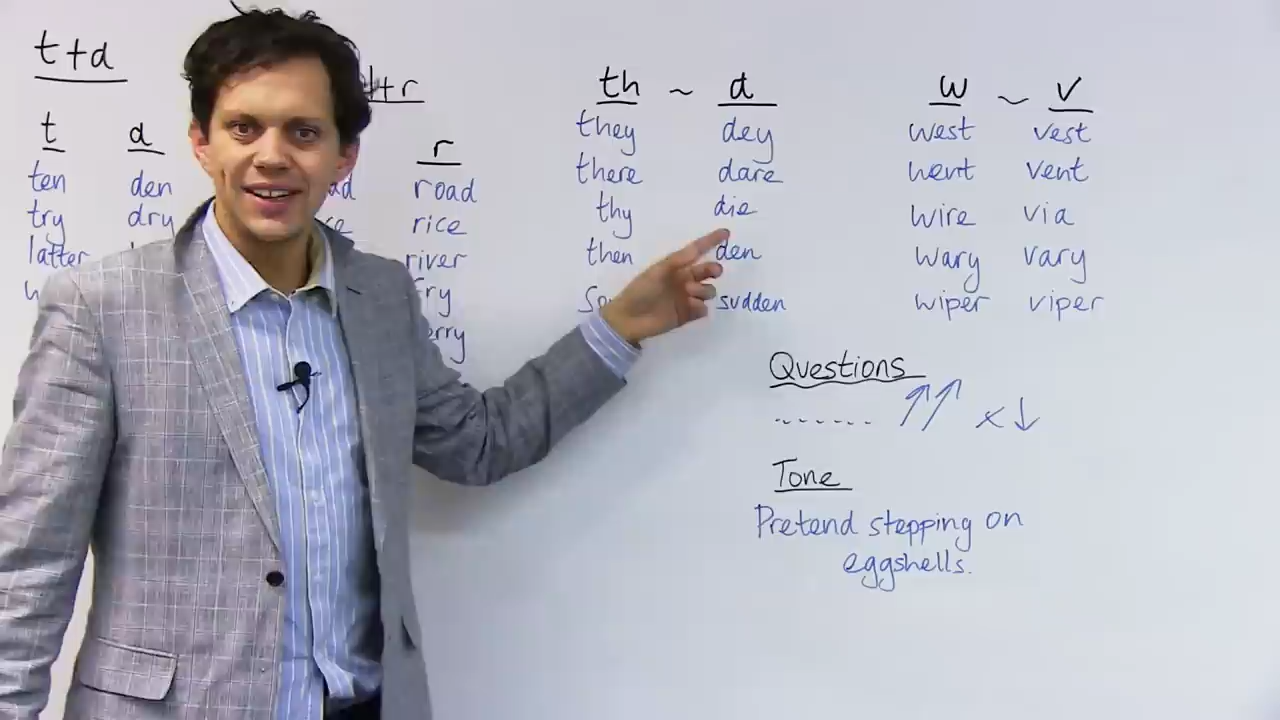 t+d
t d
ten den
try dry
latter
r
road
rice
river
th ~ d
they dey
there dare
thy die
then den
sudden
w ~ v
west vest
went vent
wire via
wary vary
wiper viper
Questions
x ↓
Tone
Pretend stepping on
eggshells.